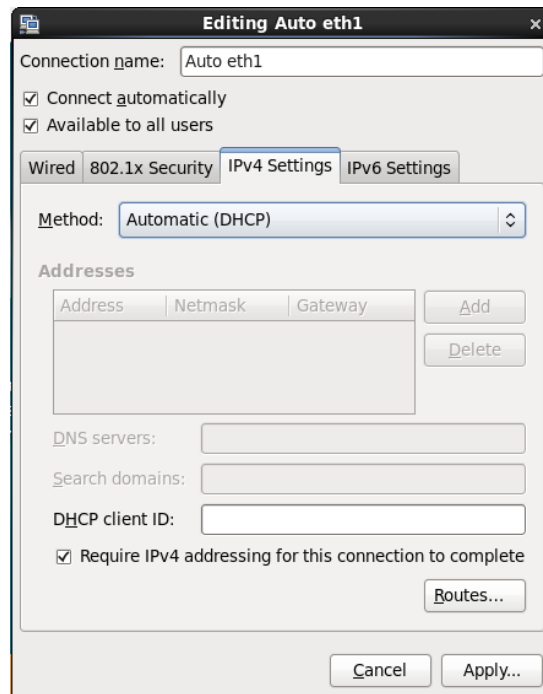 Editing Auto eth1
Connection name: Auto eth1
Connect automatically
Available to all users
Wired 802.1x Security IPv4 Settings IPv6 Settings
Method: Automatic (DHCP)
Addresses
Address Netmask Gateway Add
Delete
DNS servers:
Search domains:
DHCP client ID:
Require IPv4 addressing for this connection to complete
Routes...
Cancel Apply...